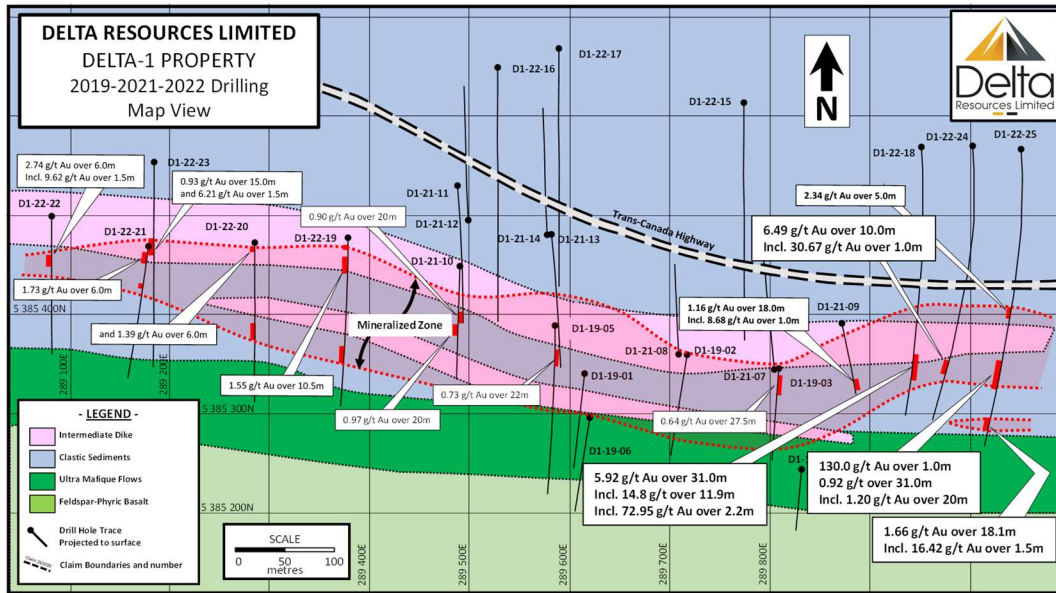 DELTA RESOURCES LIMITED
DELTA-1 PROPERTY
2019-2021-2022 Drilling
Map View
N
Delta
Resources Limited
D1-22-17
D1-22-16
D1-22-15
D1-22-24
D1-22-25
D1-22-18
D1-22-23
2.74 g/t Au over 6.0m
Incl. 9.62 g/t Au over 1.5m
0.93 g/t Au over 15.0m
and 6.21 g/t Au over 1.5m
D1-21-11
D1-22-22
0.90 g/t Au over 20m
D1-21-12
2.34 g/t Au over 5.0m
Trans-Canada Highway
D1-22-21
D1-22-20
D1-22-19
D1-21-14
D1-21-13
6.49 g/t Au over 10.0m
Incl. 30.67 g/t Au over 1.0m
D1-21-10
1.73 g/t Au over 6.0m
5 385 400N
1.16 g/t Au over 18.0m
Incl. 8.68 g/t Au over 1.0m
D1-21-09
Mineralized Zone
D1-19-05
and 1.39 g/t Au over 6.0m
D1-21-08
D1-19-02
289 100E
289 200E
1.55 g/t Au over 10.5m
D1-19-01
D1-21-07
D1-19-03
0.73 g/t Au over 22m
0.97 g/t Au over 20m
5 385 300N
0.64 g/t Au over 27.5m
D1-19-06
- LEGEND -
Intermediate Dike
Clastic Sediments
Ultra Mafique Flows
Feldspar-Phyric Basalt
Drill Hole Trace
Projected to surface
Claim Boundaries and number
5.92 g/t Au over 31.0m
Incl. 14.8 g/t over 11.9m
Incl. 72.95 g/t Au over 2.2m
D1-
130.0 g/t Au over 1.0m
0.92 g/t over 31.0m
Incl. 1.20 g/t Au over 20m
1.66 g/t Au over 18.1m
Incl. 16.42 g/t Au over 1.5m
5 385 200N
SCALE
0 50 100
metres
289 400E
289 500E
289 600E
289 700E
289 800E